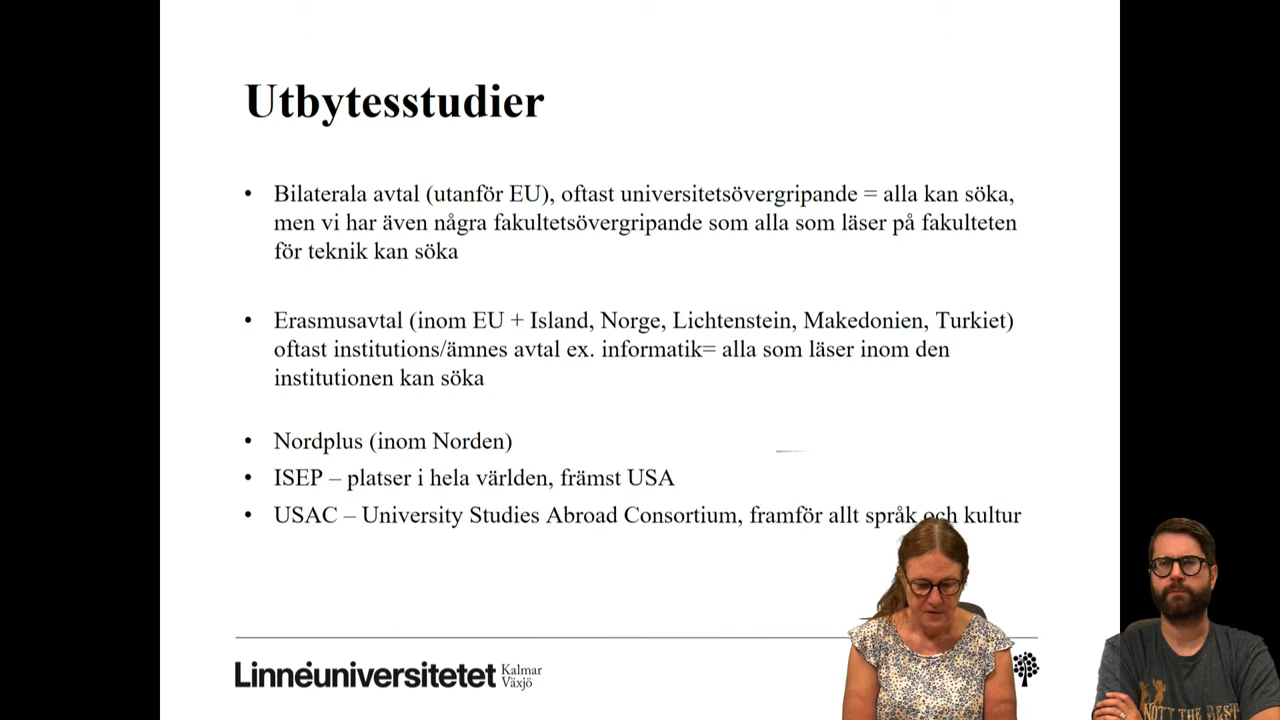 Utbytesstudier
• Bilaterala avtal (utanför EU), oftast universitetsövergripande = alla kan söka,
men vi har även några fakultetsövergripande som alla som läser på fakulteten
för teknik kan söka
• Erasmusavtal (inom EU + Island, Norge, Lichtenstein, Makedonien, Turkiet)
oftast institutions/ämnes avtal ex. informatik= alla som läser inom den
institutionen kan söka
• Nordplus (inom Norden)
• ISEP – platser i hela världen, främst USA
• USAC – University Studies Abroad Consortium, framför allt språk och kultur
Linnéuniversitetet
Kalmar
Växjö
NOTT THE BEST